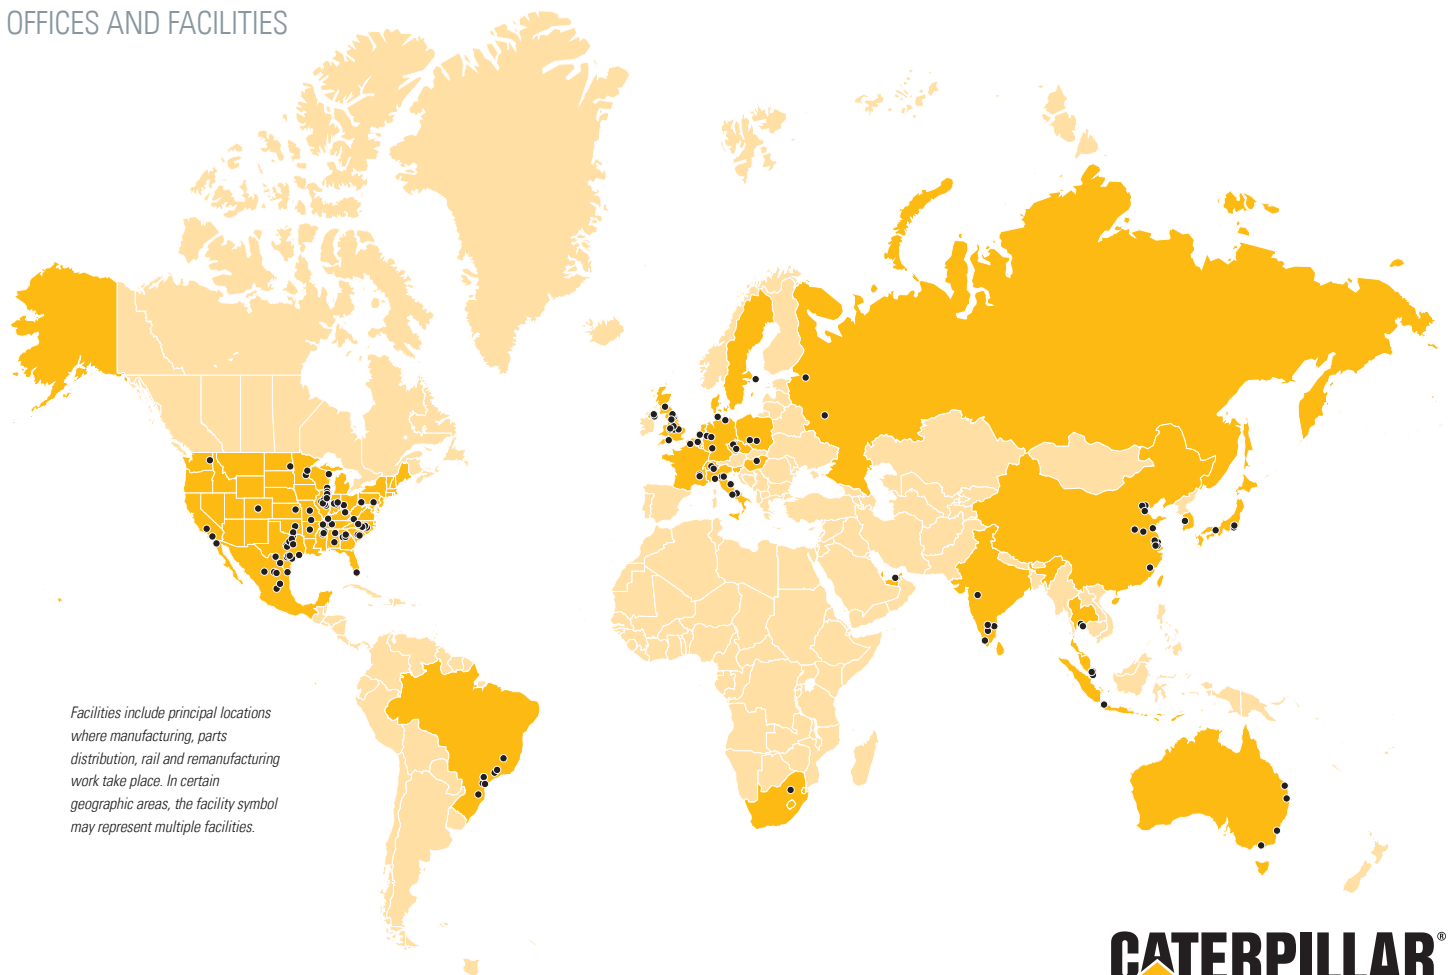 OFFICES AND FACILITIES
Facilities include principal locations
where manufacturing, parts
distribution, rail and remanufacturing
work take place. In certain
geographic areas, the facility symbol
may represent multiple facilities.
CATERPILLAR®